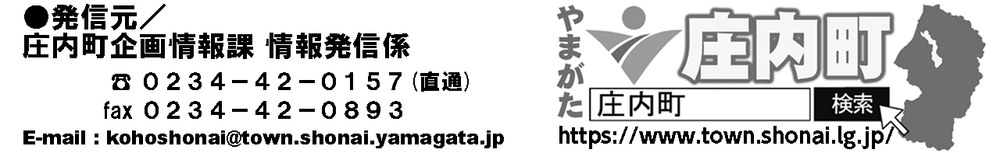 ●発信元／
庄内町企画情報課 情報発信係
☎ ０２３４－４２－０１５７(直通)
fax ０２３４－４２－０８９３
E-mail : kohoshonai@town.shonai.yamagata.jp
やまがた
庄内町
庄内町 検索
https://www.town.shonai.lg.jp/